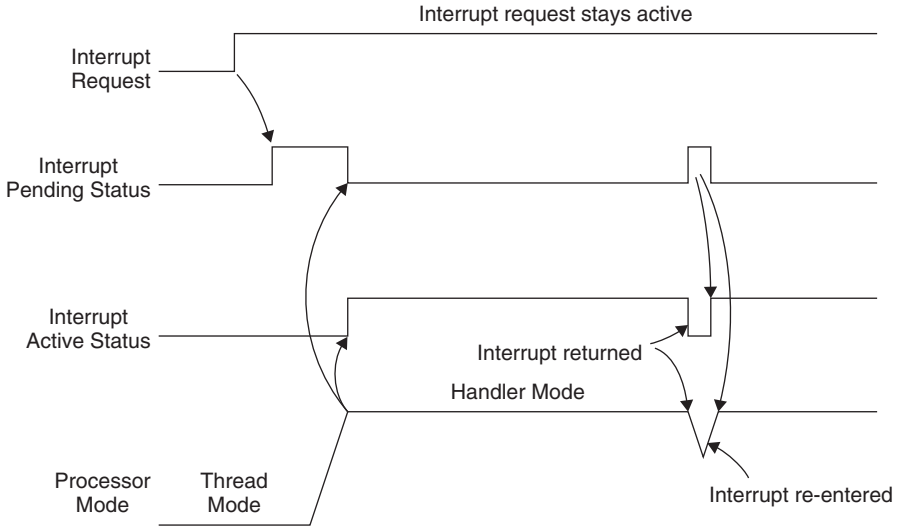 Interrupt request stays active
Interrupt
Request
Interrupt
Pending Status
Interrupt
Active Status
Interrupt returned
Handler Mode
Processor
Mode
Thread
Mode
Interrupt re-entered